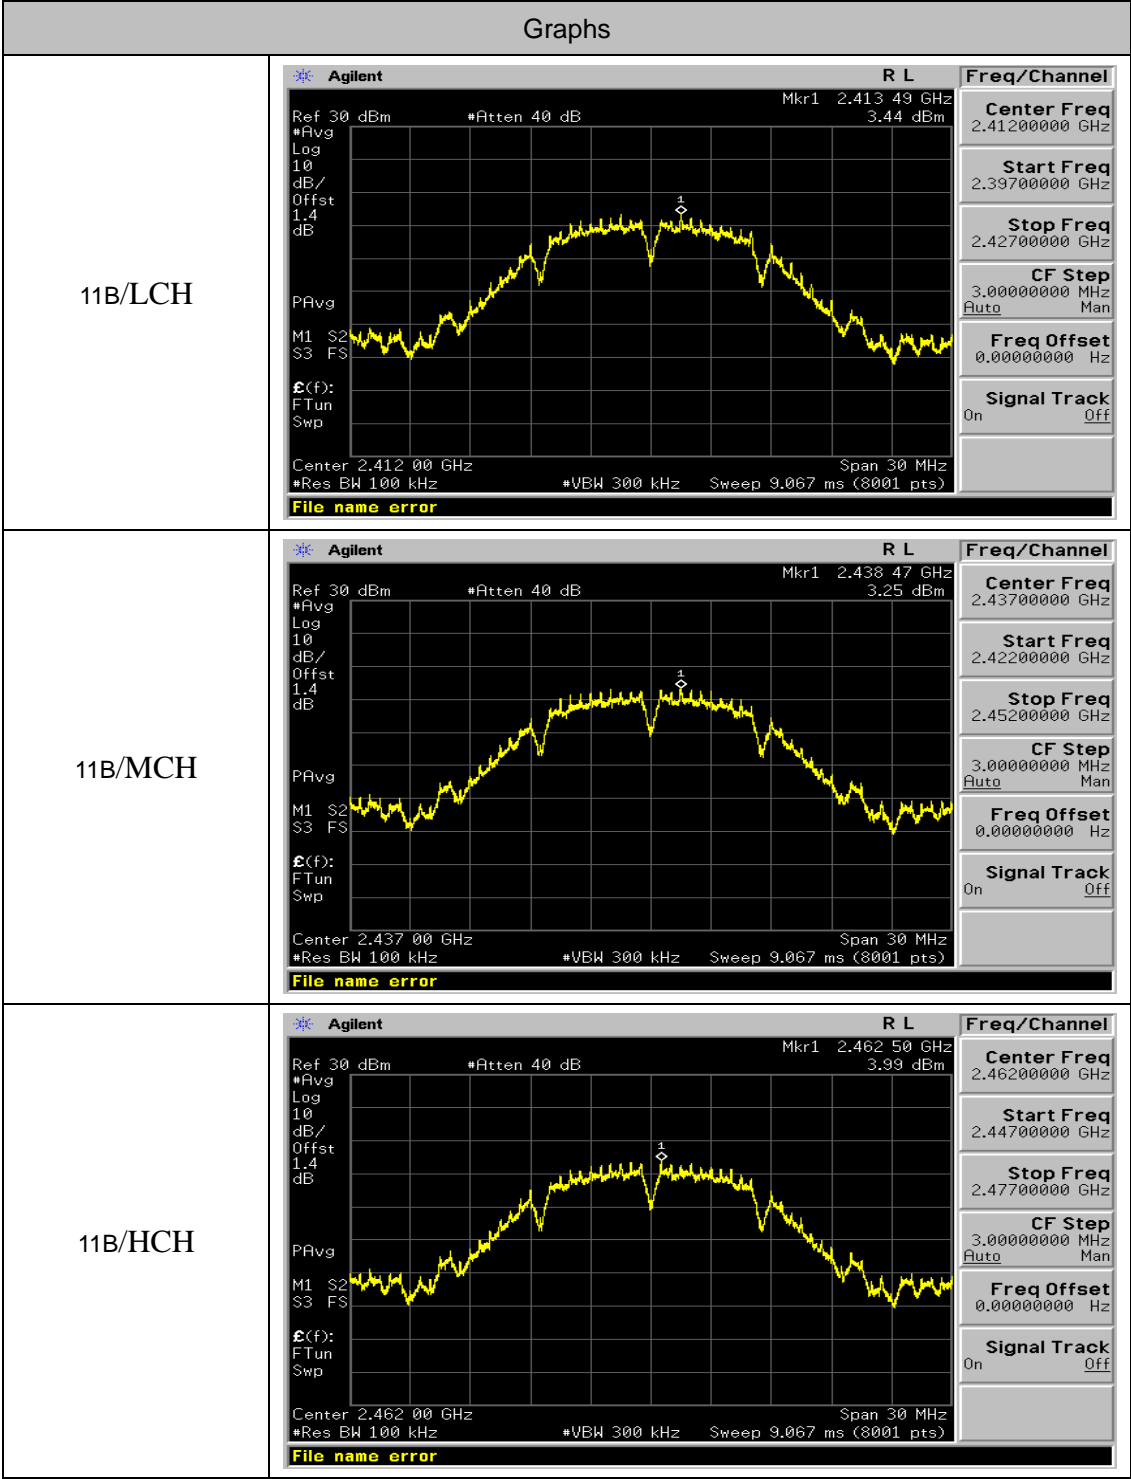 Graphs
11B/LCH
Agilent R L Freq/Channel
Mkr1 2.413 49 GHz
Ref 30 dBm #Atten 40 dB 3.44 dBm
#Avg
Log
10
dB/
Offst
1.4
dB
1
PAvg
M1 S2
S3 FS
£(f):
FTun
Swp
Center 2.412 00 GHz Span 30 MHz
#Res BW 100 kHz #VBW 300 kHz Sweep 9.067 ms (8001 pts)
File name error
Center Freq
2.41200000 GHz
Start Freq
2.39700000 GHz
Stop Freq
2.42700000 GHz
CF Step
3.00000000 MHz
Auto Man
Freq Offset
0.00000000 Hz
Signal Track
On Off
11B/MCH
Agilent R L Freq/Channel
Mkr1 2.438 47 GHz
Ref 30 dBm #Atten 40 dB 3.25 dBm
#Avg
Log
10
dB/
Offst
1.4
dB
1
PAvg
M1 S2
S3 FS
£(f):
FTun
Swp
Center 2.437 00 GHz Span 30 MHz
#Res BW 100 kHz #VBW 300 kHz Sweep 9.067 ms (8001 pts)
File name error
Center Freq
2.43700000 GHz
Start Freq
2.42200000 GHz
Stop Freq
2.45200000 GHz
CF Step
3.00000000 MHz
Auto Man
Freq Offset
0.00000000 Hz
Signal Track
On Off
11B/HCH
Agilent R L Freq/Channel
Mkr1 2.462 50 GHz
Ref 30 dBm #Atten 40 dB 3.99 dBm
#Avg
Log
10
dB/
Offst
1.4
dB
1
PAvg
M1 S2
S3 FS
£(f):
FTun
Swp
Center 2.462 00 GHz Span 30 MHz
#Res BW 100 kHz #VBW 300 kHz Sweep 9.067 ms (8001 pts)
File name error
Center Freq
2.46200000 GHz
Start Freq
2.44700000 GHz
Stop Freq
2.47700000 GHz
CF Step
3.00000000 MHz
Auto Man
Freq Offset
0.00000000 Hz
Signal Track
On Off